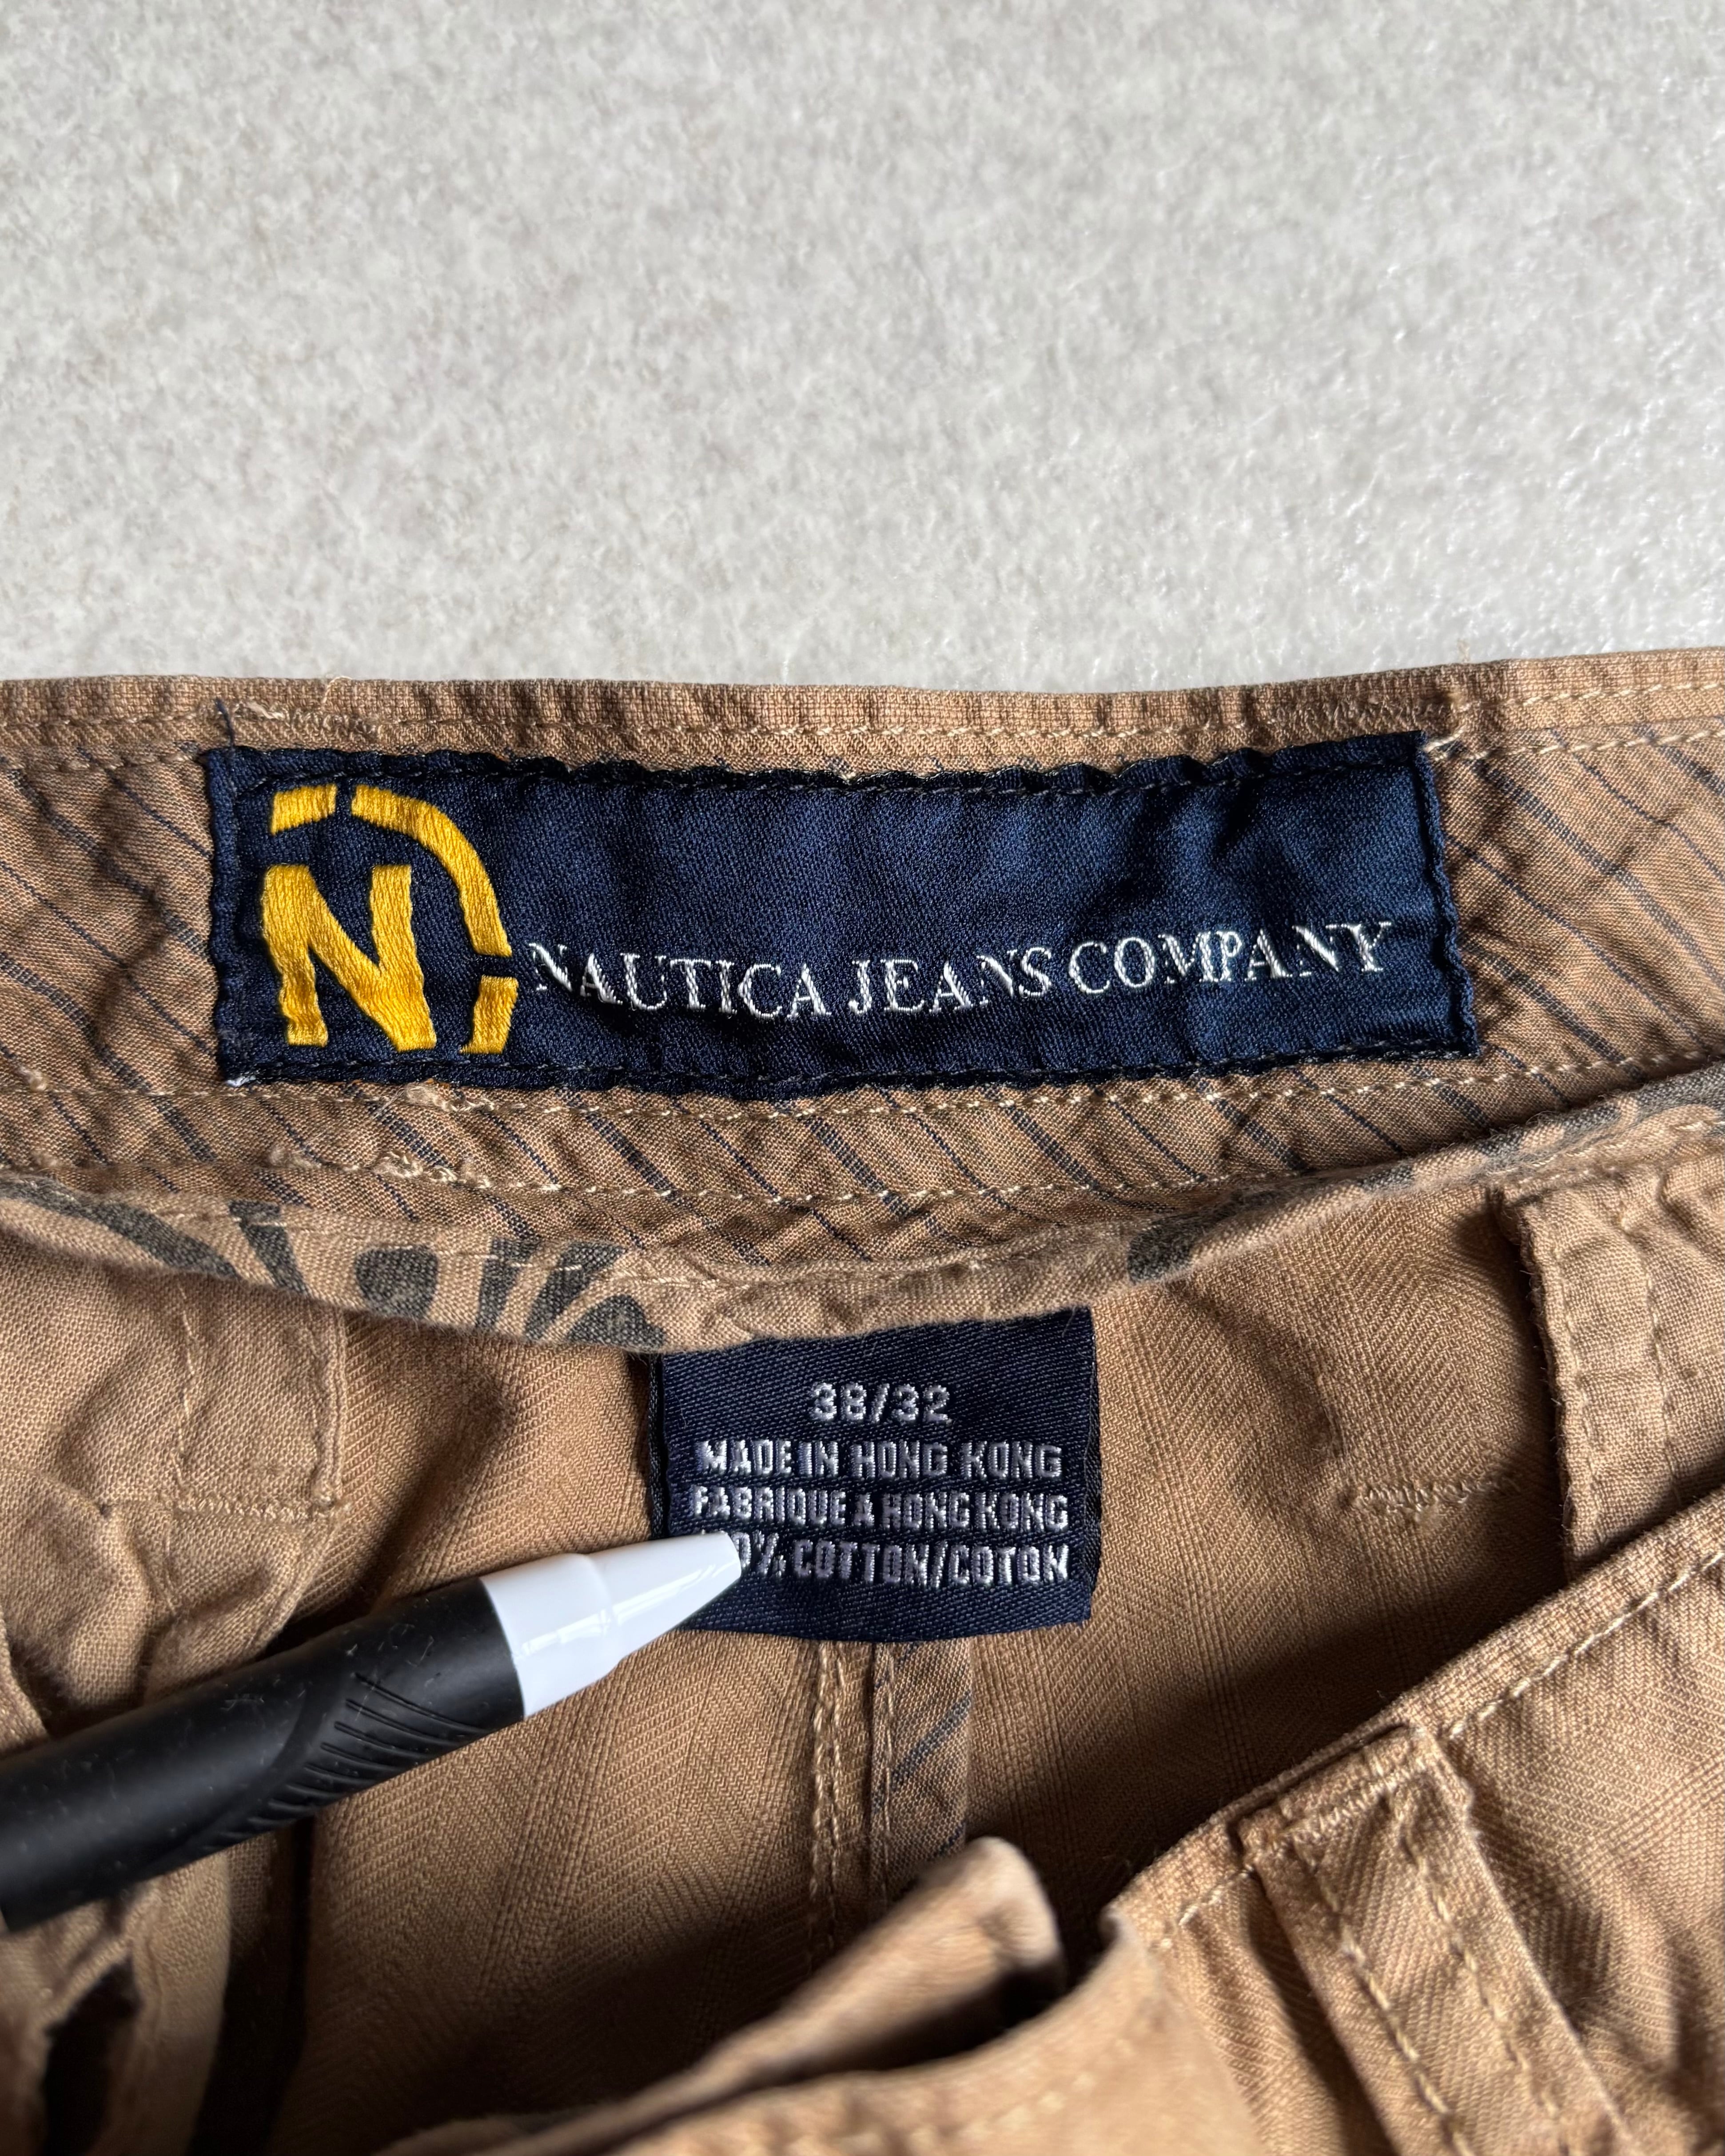 N
NAUTICA JEANS COMPANY
38/32
MADE IN HONG KONG
FABRIQUE A HONG KONG
COTTON/COTON